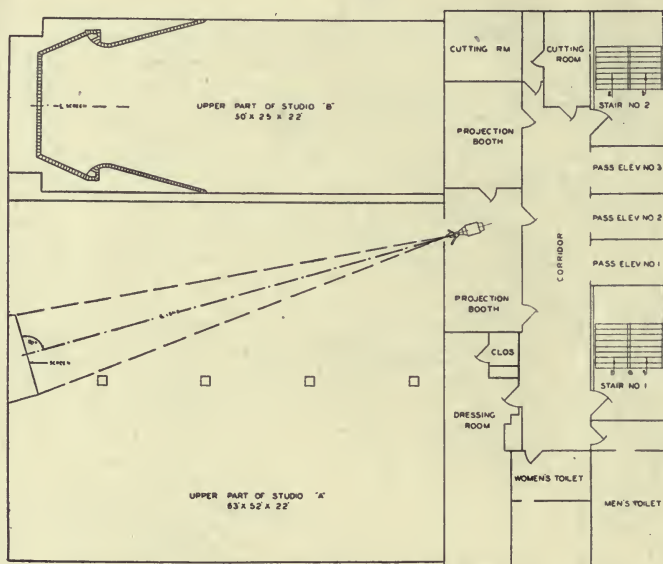 CUTTING RM
CUTTING ROOM
STAIR NO 2
℄ SCREEN
UPPER PART OF STUDIO "B"
50' X 25 X 22'
PROJECTION BOOTH
PASS ELEV NO 3
PASS ELEV NO 2
PASS ELEV NO 1
CORRIDOR
PROJECTION BOOTH
SCREEN
CLOS
STAIR NO 1
DRESSING ROOM
WOMEN'S TOILET
MEN'S TOILET
UPPER PART OF STUDIO "A"
83' X 52' X 22'